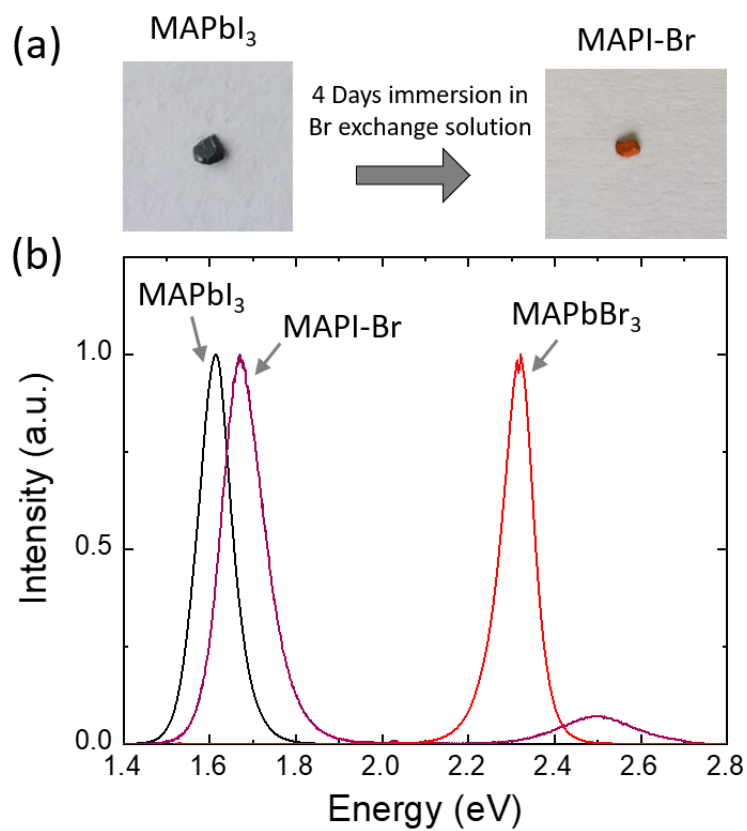 (a)
MAPbI₃
MAPI-Br
4 Days immersion in
Br exchange solution
(b)
MAPbI₃
MAPI-Br
MAPbBr₃
1.0
0.5
0.0
Intensity (a.u.)
1.4 1.6 1.8 2.0 2.2 2.4 2.6 2.8
Energy (eV)